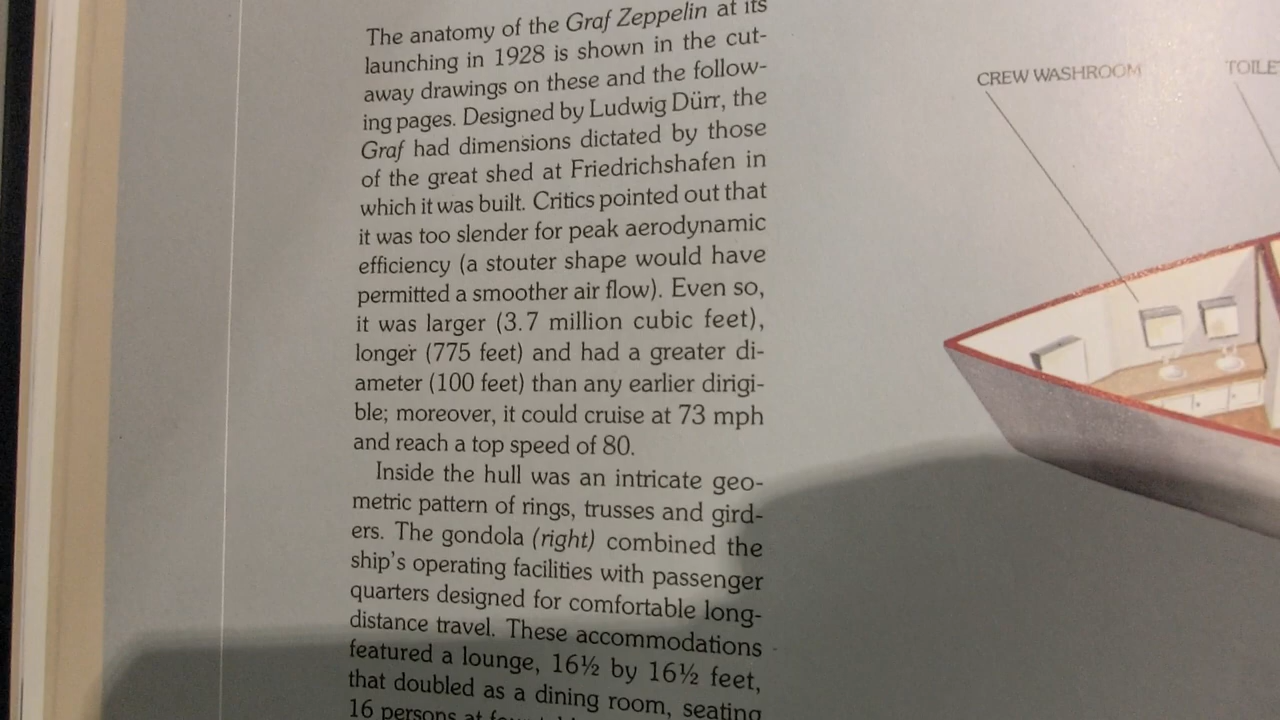 The anatomy of the Graf Zeppelin at its
launching in 1928 is shown in the cut-
away drawings on these and the follow-
ing pages. Designed by Ludwig Dürr, the
Graf had dimensions dictated by those
of the great shed at Friedrichshafen in
which it was built. Critics pointed out that
it was too slender for peak aerodynamic
efficiency (a stouter shape would have
permitted a smoother air flow). Even so,
it was larger (3.7 million cubic feet),
longer (775 feet) and had a greater di-
ameter (100 feet) than any earlier dirigi-
ble; moreover, it could cruise at 73 mph
and reach a top speed of 80.
Inside the hull was an intricate geo-
metric pattern of rings, trusses and gird-
ers. The gondola (right) combined the
ship's operating facilities with passenger
quarters designed for comfortable long-
distance travel. These accommodations
featured a lounge, 16½ by 16½ feet,
that doubled as a dining room, seating
16 persons at
CREW WASHROOM